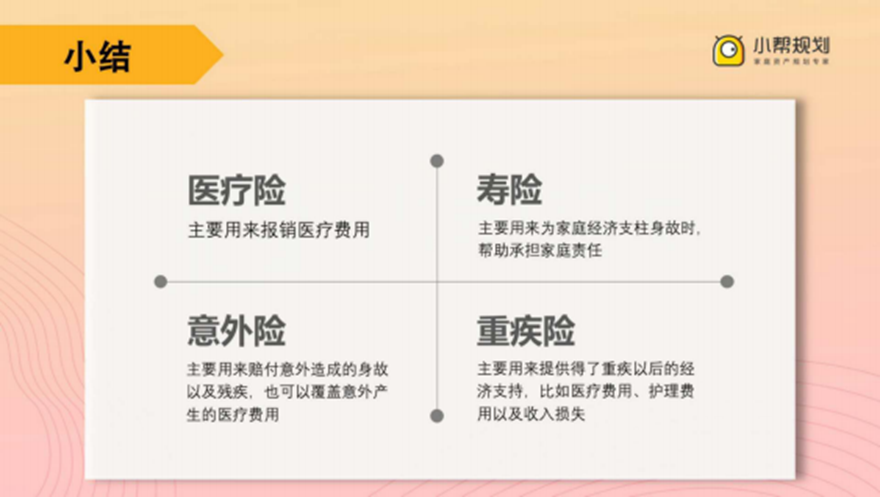 小结
小帮规划
家庭资产规划专家
医疗险
主要用来报销医疗费用
寿险
主要用来为家庭经济支柱身故时，
帮助承担家庭责任
意外险
主要用来赔付意外造成的身故
以及残疾，也可以覆盖意外产
生的医疗费用
重疾险
主要用来提供得了重疾以后的经
济支持，比如医疗费用、护理费
用以及收入损失